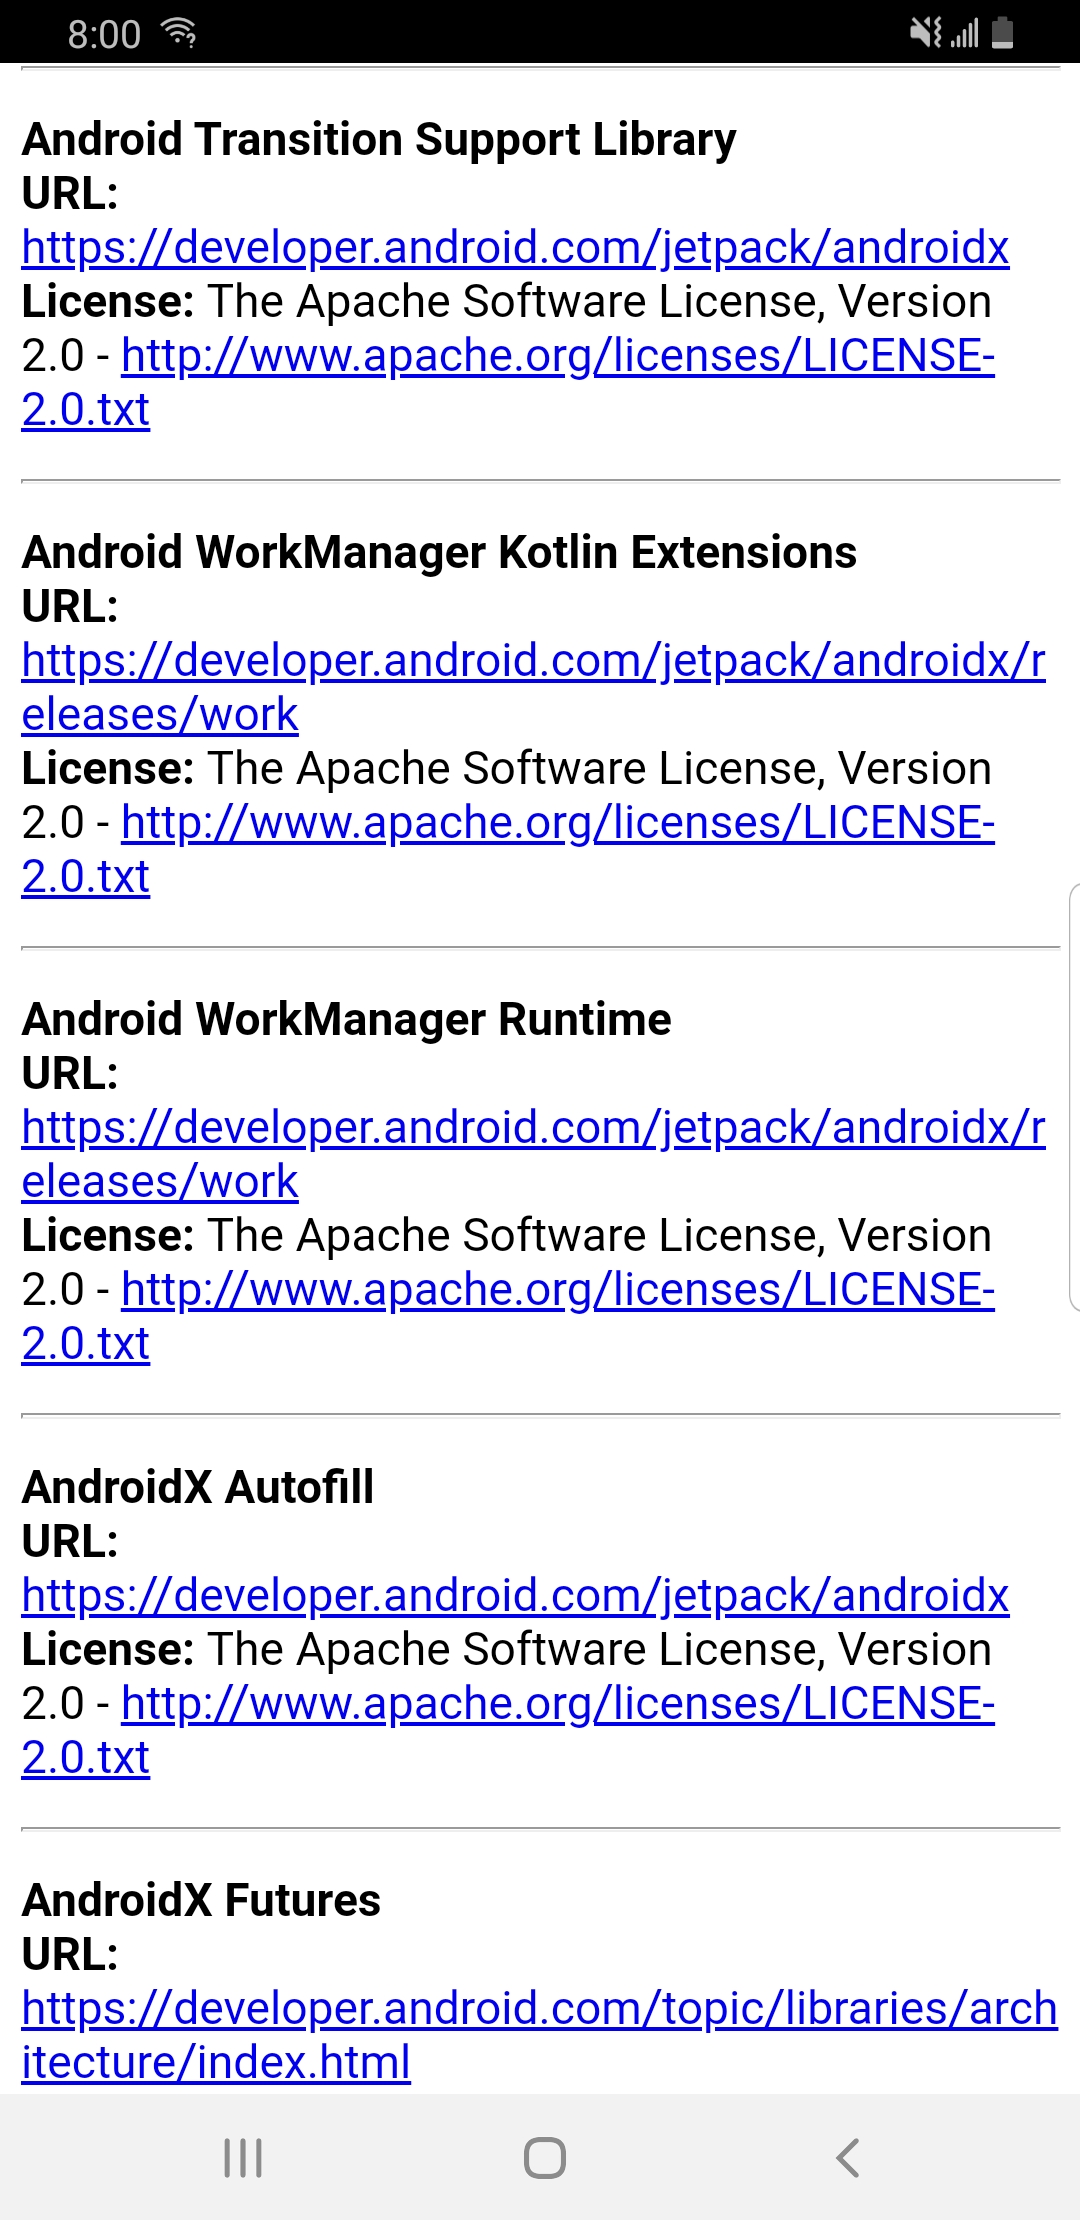 8:00
Android Transition Support Library
URL:
https://developer.android.com/jetpack/androidx
License: The Apache Software License, Version
2.0 - http://www.apache.org/licenses/LICENSE-
2.0.txt
Android WorkManager Kotlin Extensions
URL:
https://developer.android.com/jetpack/androidx/r
eleases/work
License: The Apache Software License, Version
2.0 - http://www.apache.org/licenses/LICENSE-
2.0.txt
Android WorkManager Runtime
URL:
https://developer.android.com/jetpack/androidx/r
eleases/work
License: The Apache Software License, Version
2.0 - http://www.apache.org/licenses/LICENSE-
2.0.txt
AndroidX Autofill
URL:
https://developer.android.com/jetpack/androidx
License: The Apache Software License, Version
2.0 - http://www.apache.org/licenses/LICENSE-
2.0.txt
AndroidX Futures
URL:
https://developer.android.com/topic/libraries/arch
itecture/index.html